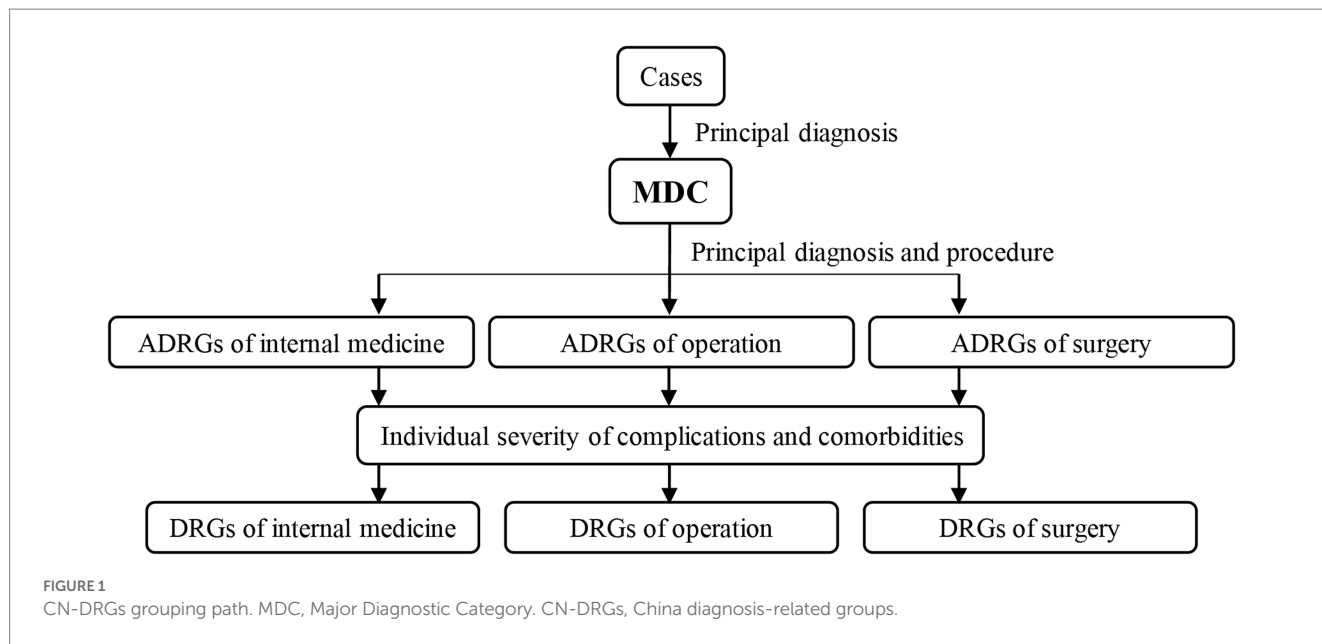 Cases
Principal diagnosis
MDC
Principal diagnosis and procedure
ADRGs of internal medicine
ADRGs of operation
ADRGs of surgery
Individual severity of complications and comorbidities
DRGs of internal medicine
DRGs of operation
DRGs of surgery
FIGURE 1
CN-DRGs grouping path. MDC, Major Diagnostic Category. CN-DRGs, China diagnosis-related groups.